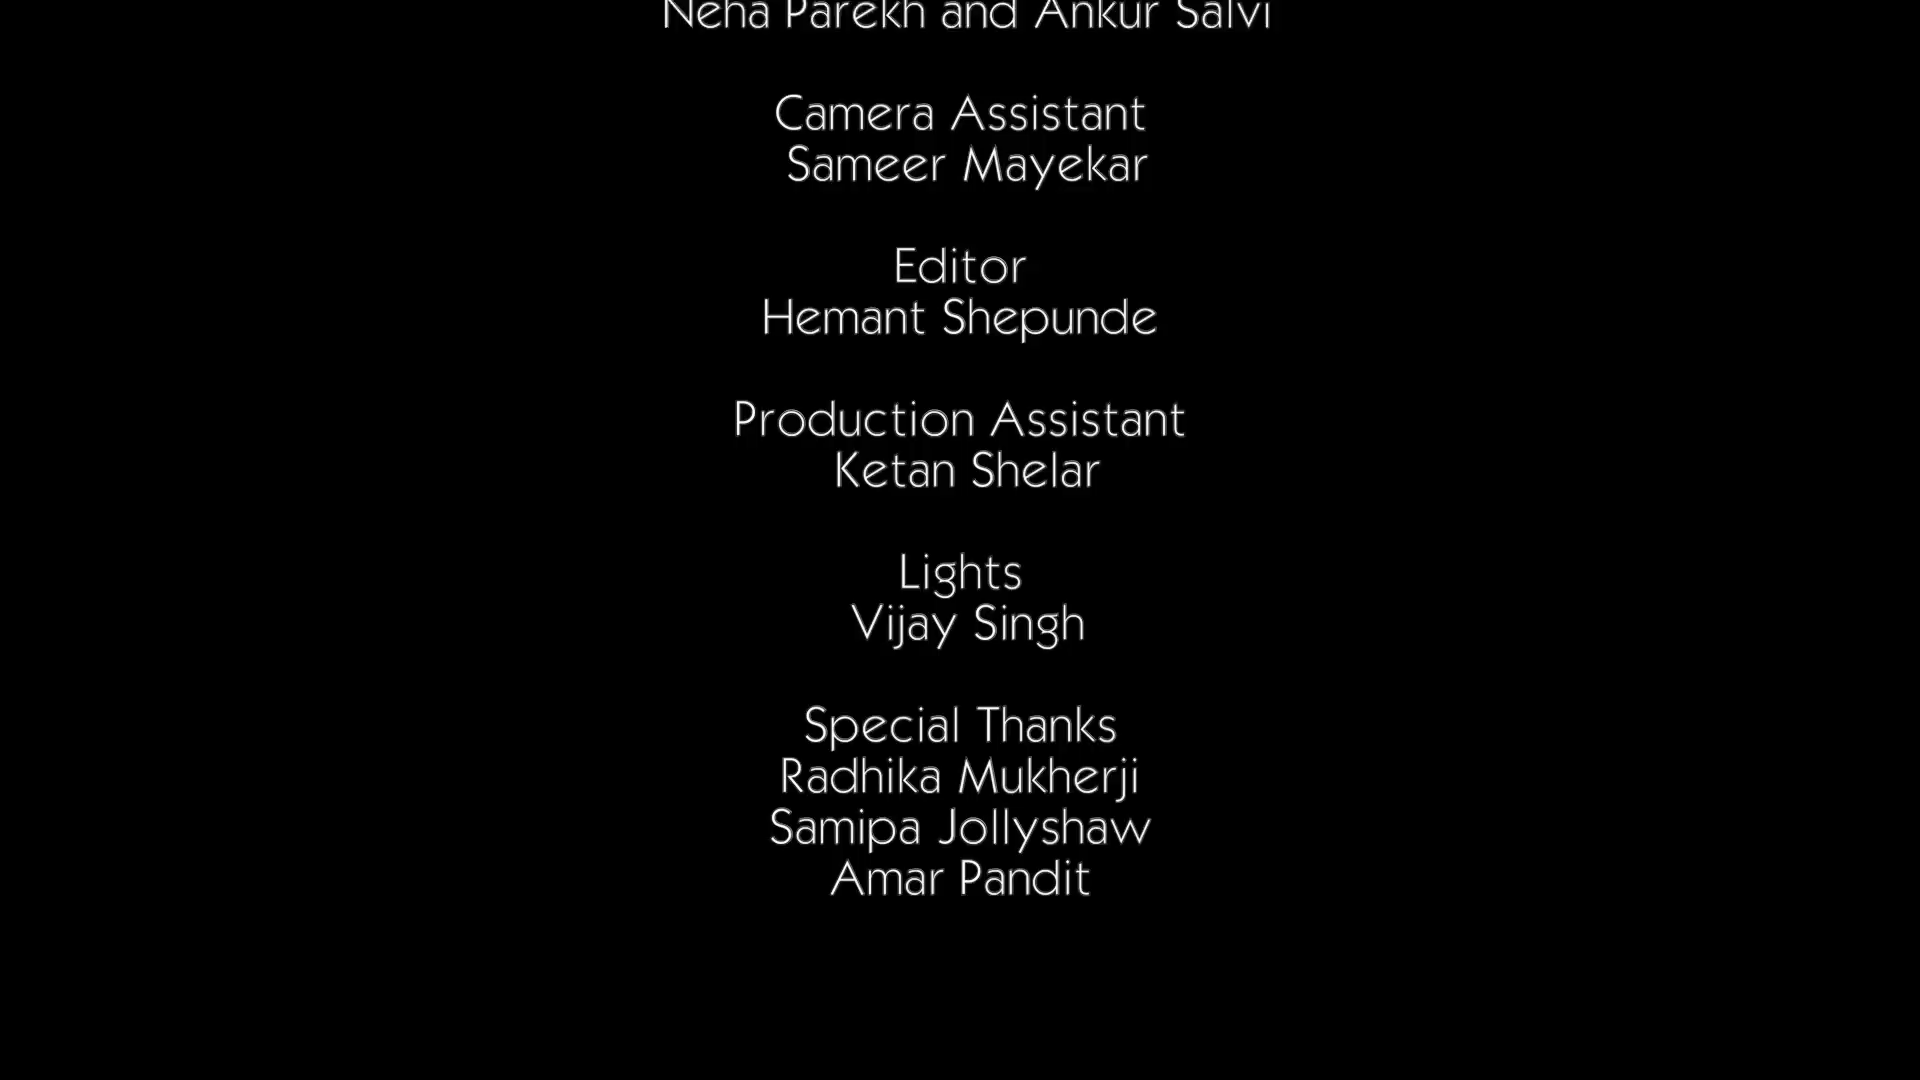 Neha Parekh and Ankur Salvi
Camera Assistant
Sameer Mayekar
Editor
Hemant Shepunde
Production Assistant
Ketan Shelar
Lights
Vijay Singh
Special Thanks
Radhika Mukherji
Samipa Jollyshaw
Amar Pandit